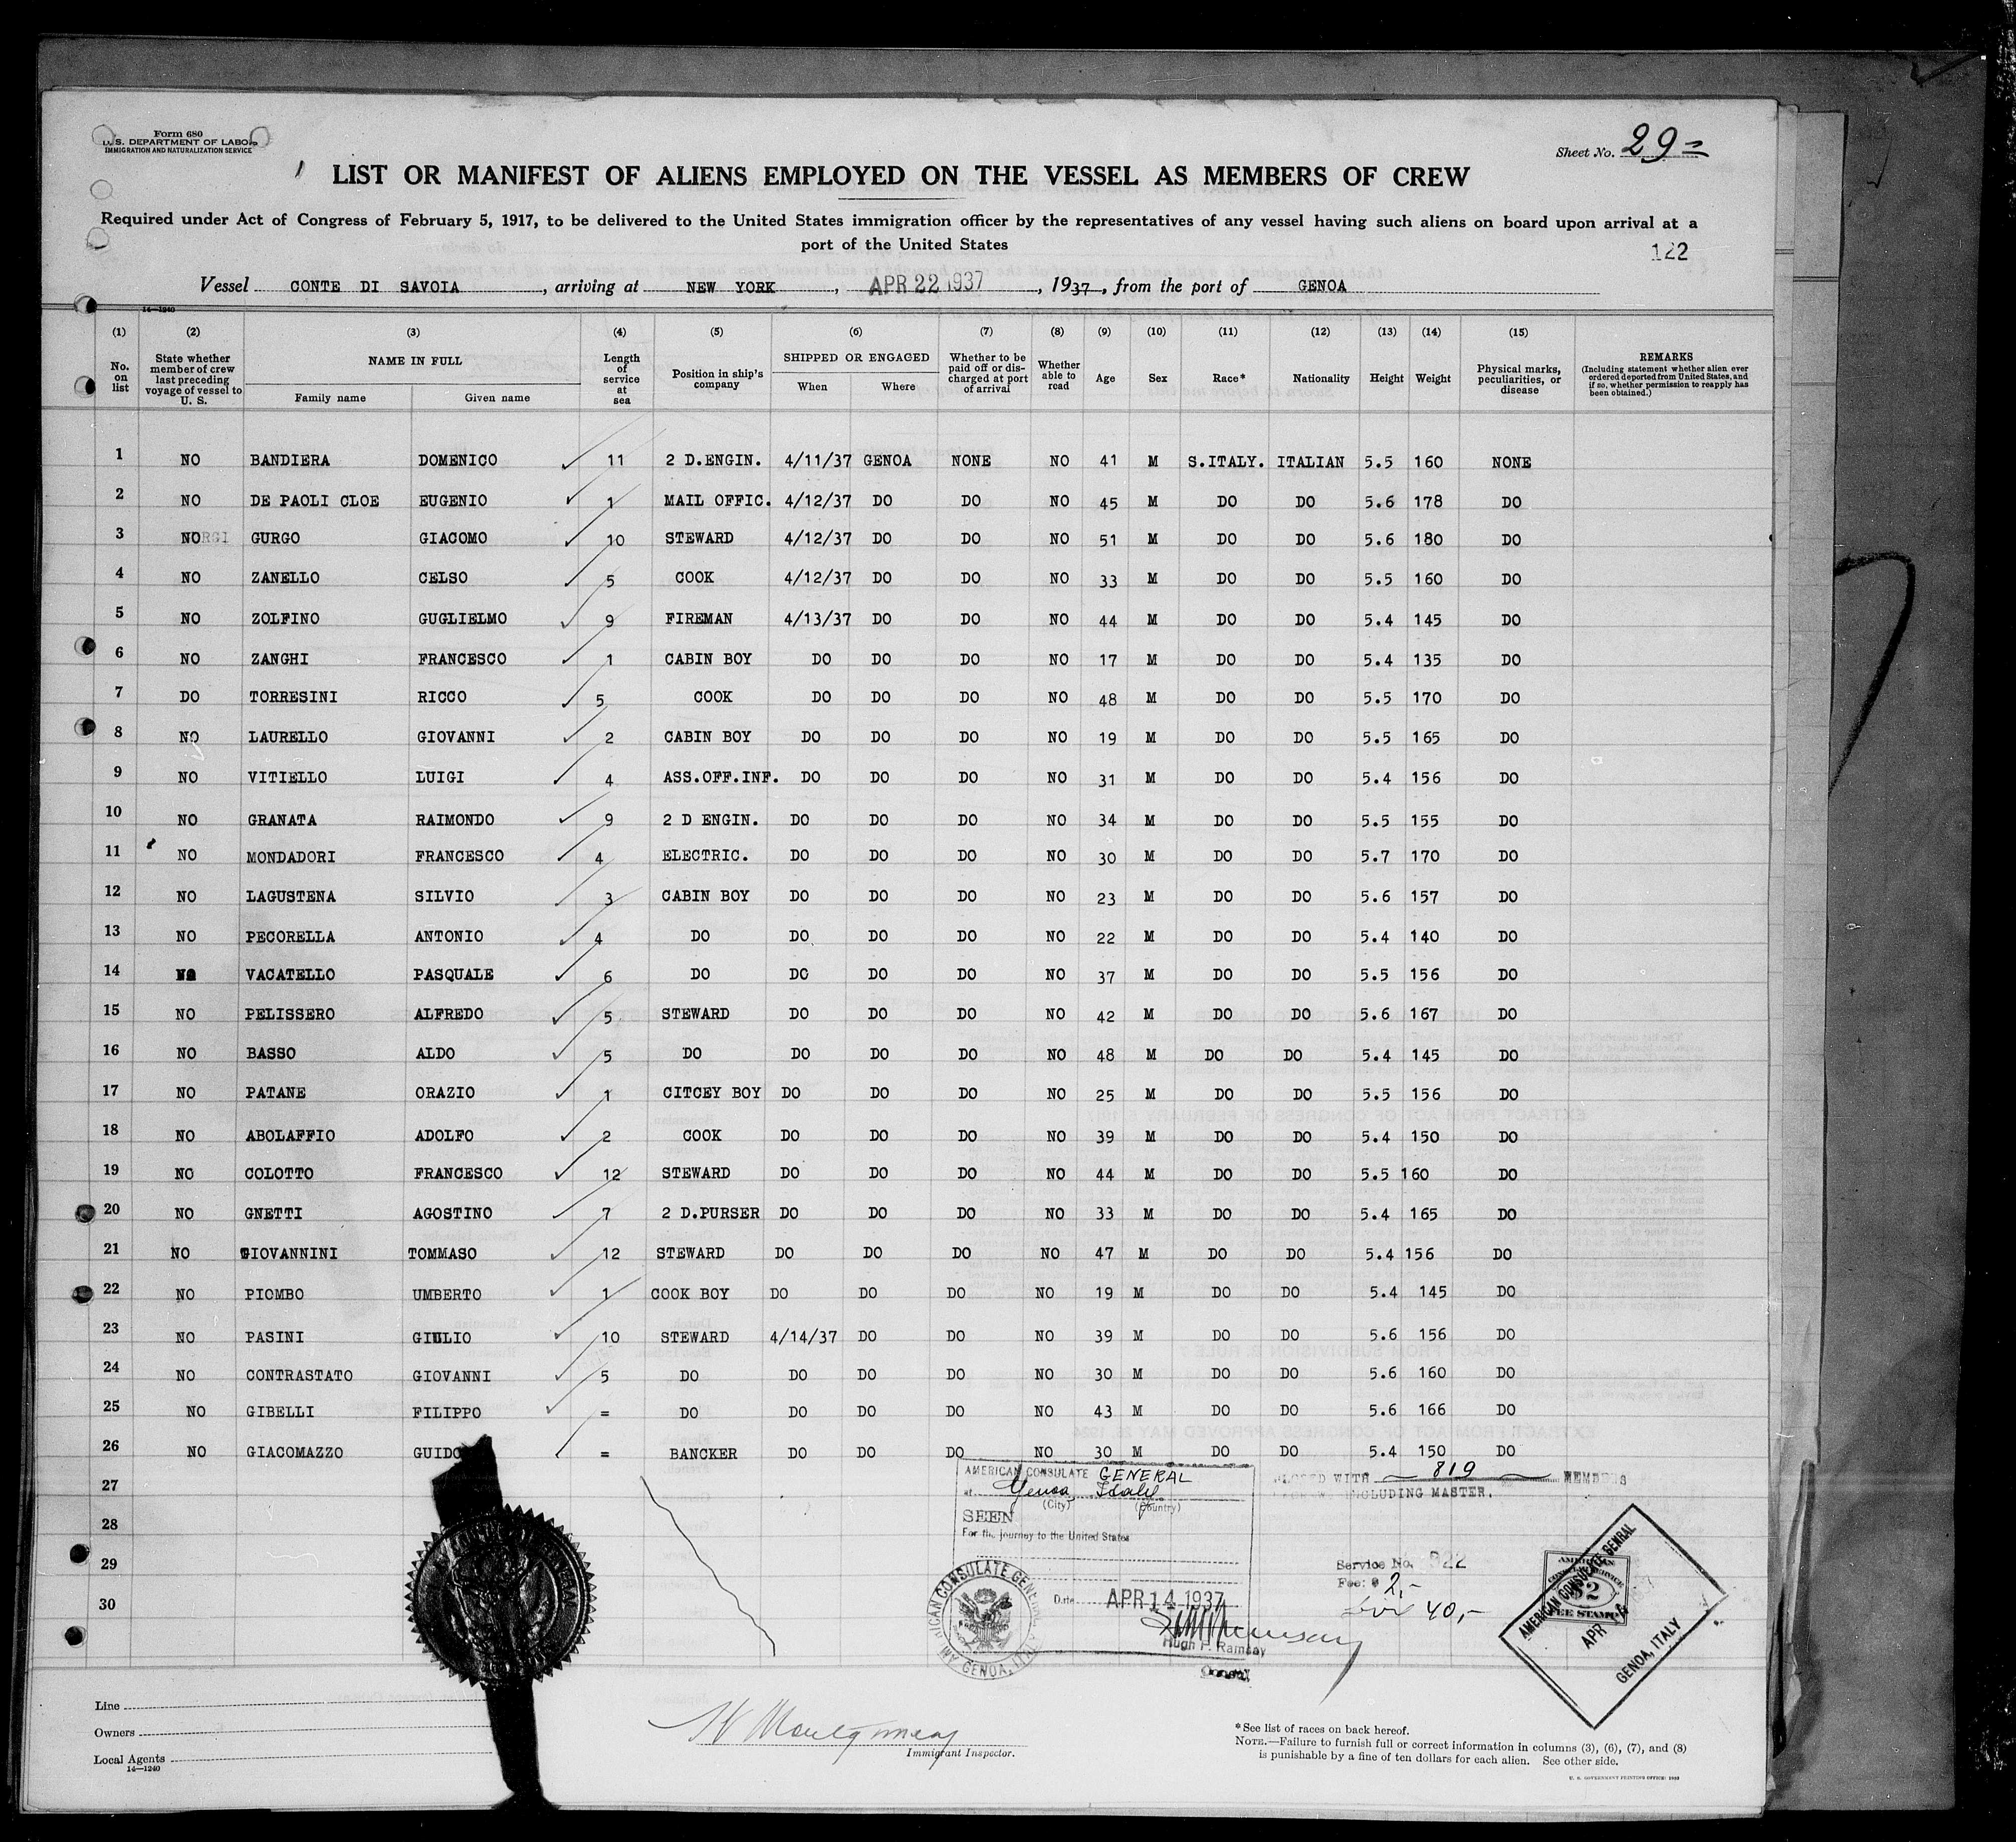 Form 680
U.S. DEPARTMENT OF LABOR
IMMIGRATION AND NATURALIZATION SERVICE
Sheet No. 29
LIST OR MANIFEST OF ALIENS EMPLOYED ON THE VESSEL AS MEMBERS OF CREW
Required under Act of Congress of February 5, 1917, to be delivered to the United States immigration officer by the representatives of any vessel having such aliens on board upon arrival at a
port of the United States
122
Vessel CONTE DI SAVOIA, arriving at NEW YORK, APR 22 1937, 1937, from the port of GENOA
14—1240
(1) (2) (3) (4) (5) (6) (7) (8) (9) (10) (11) (12) (13) (14) (15)
No. on list | State whether member of crew last preceding voyage of vessel to U. S. | NAME IN FULL | Family name | Given name | Length of service at sea | Position in ship's company | SHIPPED OR ENGAGED | When | Where | Whether to be paid off or discharged at port of arrival | Whether able to read | Age | Sex | Race* | Nationality | Height | Weight | Physical marks, peculiarities, or disease | REMARKS (Including statement whether alien ever ordered deported from United States, and if so, whether permission to reapply has been obtained.)
1 NO BANDIERA DOMENICO 11 2 D.ENGIN. 4/11/37 GENOA NONE NO 41 M S.ITALY. ITALIAN 5.5 160 NONE
2 NO DE PAOLI CLOE EUGENIO 1 MAIL OFFIC. 4/12/37 DO DO NO 45 M DO DO 5.6 178 DO
3 NO GURGO GIACOMO 10 STEWARD 4/12/37 DO DO NO 51 M DO DO 5.6 180 DO
4 NO ZANELLO CELSO 5 COOK 4/12/37 DO DO NO 33 M DO DO 5.5 160 DO
5 NO ZOLFINO GUGLIELMO 9 FIREMAN 4/13/37 DO DO NO 44 M DO DO 5.4 145 DO
6 NO ZANGHI FRANCESCO 1 CABIN BOY DO DO DO NO 17 M DO DO 5.4 135 DO
7 DO TORRESINI RICCO 5 COOK DO DO DO NO 48 M DO DO 5.5 170 DO
8 NO LAURELLO GIOVANNI 2 CABIN BOY DO DO DO NO 19 M DO DO 5.5 165 DO
9 NO VITIELLO LUIGI 4 ASS.OFF.INF. DO DO DO NO 31 M DO DO 5.4 156 DO
10 NO GRANATA RAIMONDO 9 2 D ENGIN. DO DO DO NO 34 M DO DO 5.5 155 DO
11 NO MONDADORI FRANCESCO 4 ELECTRIC. DO DO DO NO 30 M DO DO 5.7 170 DO
12 NO LAGUSTENA SILVIO 3 CABIN BOY DO DO DO NO 23 M DO DO 5.6 157 DO
13 NO PECORELLA ANTONIO 4 DO DO DO DO NO 22 M DO DO 5.4 140 DO
14 NO VACATELLO PASQUALE 6 DO DO DO DO NO 37 M DO DO 5.5 156 DO
15 NO PELISSERO ALFREDO 5 STEWARD DO DO DO NO 42 M DO DO 5.6 167 DO
16 NO BASSO ALDO 5 DO DO DO DO NO 48 M DO DO 5.4 145 DO
17 NO PATANE ORAZIO 1 CITCEY BOY DO DO DO NO 25 M DO DO 5.5 156 DO
18 NO ABOLAFFIO ADOLFO 2 COOK DO DO DO NO 39 M DO DO 5.4 150 DO
19 NO COLOTTO FRANCESCO 12 STEWARD DO DO DO NO 44 M DO DO 5.5 160 DO
20 NO GNETTI AGOSTINO 7 2 D.PURSER DO DO DO NO 33 M DO DO 5.4 165 DO
21 NO GIOVANNINI TOMMASO 12 STEWARD DO DO DO NO 47 M DO DO 5.4 156 DO
22 NO PIOMBO UMBERTO 1 COOK BOY DO DO DO NO 19 M DO DO 5.4 145 DO
23 NO PASINI GIULIO 10 STEWARD 4/14/37 DO DO NO 39 M DO DO 5.6 156 DO
24 NO CONTRASTATO GIOVANNI 5 DO DO DO DO NO 30 M DO DO 5.6 160 DO
25 NO GIBELLI FILIPPO = DO DO DO DO NO 43 M DO DO 5.6 166 DO
26 NO GIACOMAZZO GUIDO = BANCKER DO DO DO NO 30 M DO DO 5.4 150 DO
27
28
29
30
AMERICAN CONSULATE GENERAL
at Genoa Italy
(City) (Country)
SEEN
For the journey to the United States
Date APR 14 1937
Hugh F. Ramsay
Consul
AMERICAN CONSULATE GENERAL
GENOA, ITALY
WITH 819 MEMBERS
INCLUDING MASTER.
Service No. 922
Fee: $ 2,-
40,-
AMERICAN
CONSULAR SERVICE
$2
FEE STAMP
AMERICAN CONSULATE GENRAL
APR
GENOA, ITALY
Line
Owners
Local Agents
14—1240
Montgomery
Immigrant Inspector.
*See list of races on back hereof.
NOTE.—Failure to furnish full or correct information in columns (3), (6), (7), and (8)
is punishable by a fine of ten dollars for each alien. See other side.